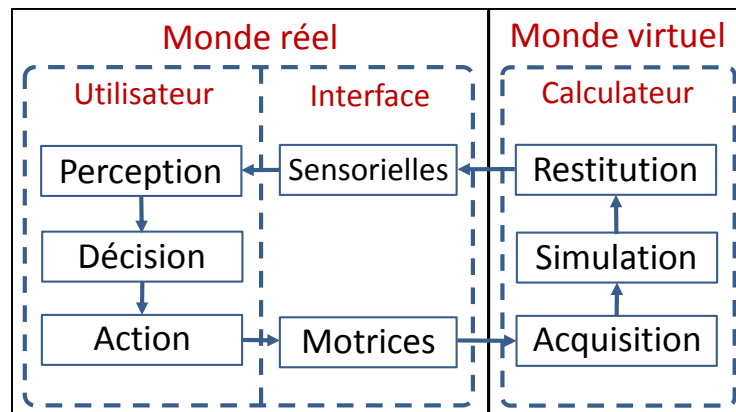 Monde réel
Monde virtuel
Utilisateur
Interface
Calculateur
Perception
Sensorielles
Restitution
Décision
Simulation
Action
Motrices
Acquisition